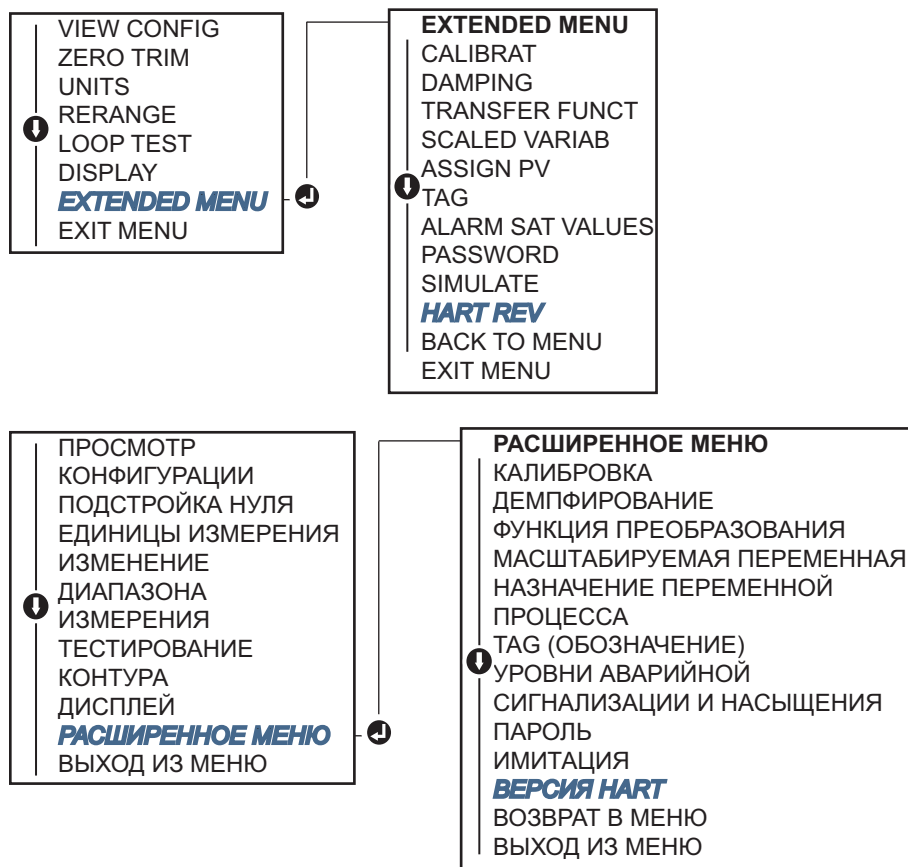 VIEW CONFIG
ZERO TRIM
UNITS
RERANGE
LOOP TEST
DISPLAY
EXTENDED MENU
EXIT MENU
EXTENDED MENU
CALIBRAT
DAMPING
TRANSFER FUNCT
SCALED VARIAB
ASSIGN PV
TAG
ALARM SAT VALUES
PASSWORD
SIMULATE
HART REV
BACK TO MENU
EXIT MENU
ПРОСМОТР
КОНФИГУРАЦИИ
ПОДСТРОЙКА НУЛЯ
ЕДИНИЦЫ ИЗМЕРЕНИЯ
ИЗМЕНЕНИЕ
ДИАПАЗОНА
ИЗМЕРЕНИЯ
ТЕСТИРОВАНИЕ
КОНТУРА
ДИСПЛЕЙ
РАСШИРЕННОЕ МЕНЮ
ВЫХОД ИЗ МЕНЮ
РАСШИРЕННОЕ МЕНЮ
КАЛИБРОВКА
ДЕМПФИРОВАНИЕ
ФУНКЦИЯ ПРЕОБРАЗОВАНИЯ
МАСШТАБИРУЕМАЯ ПЕРЕМЕННАЯ
НАЗНАЧЕНИЕ ПЕРЕМЕННОЙ
ПРОЦЕССА
TAG (ОБОЗНАЧЕНИЕ)
УРОВНИ АВАРИЙНОЙ
СИГНАЛИЗАЦИИ И НАСЫЩЕНИЯ
ПАРОЛЬ
ИМИТАЦИЯ
ВЕРСИЯ HART
ВОЗВРАТ В МЕНЮ
ВЫХОД ИЗ МЕНЮ